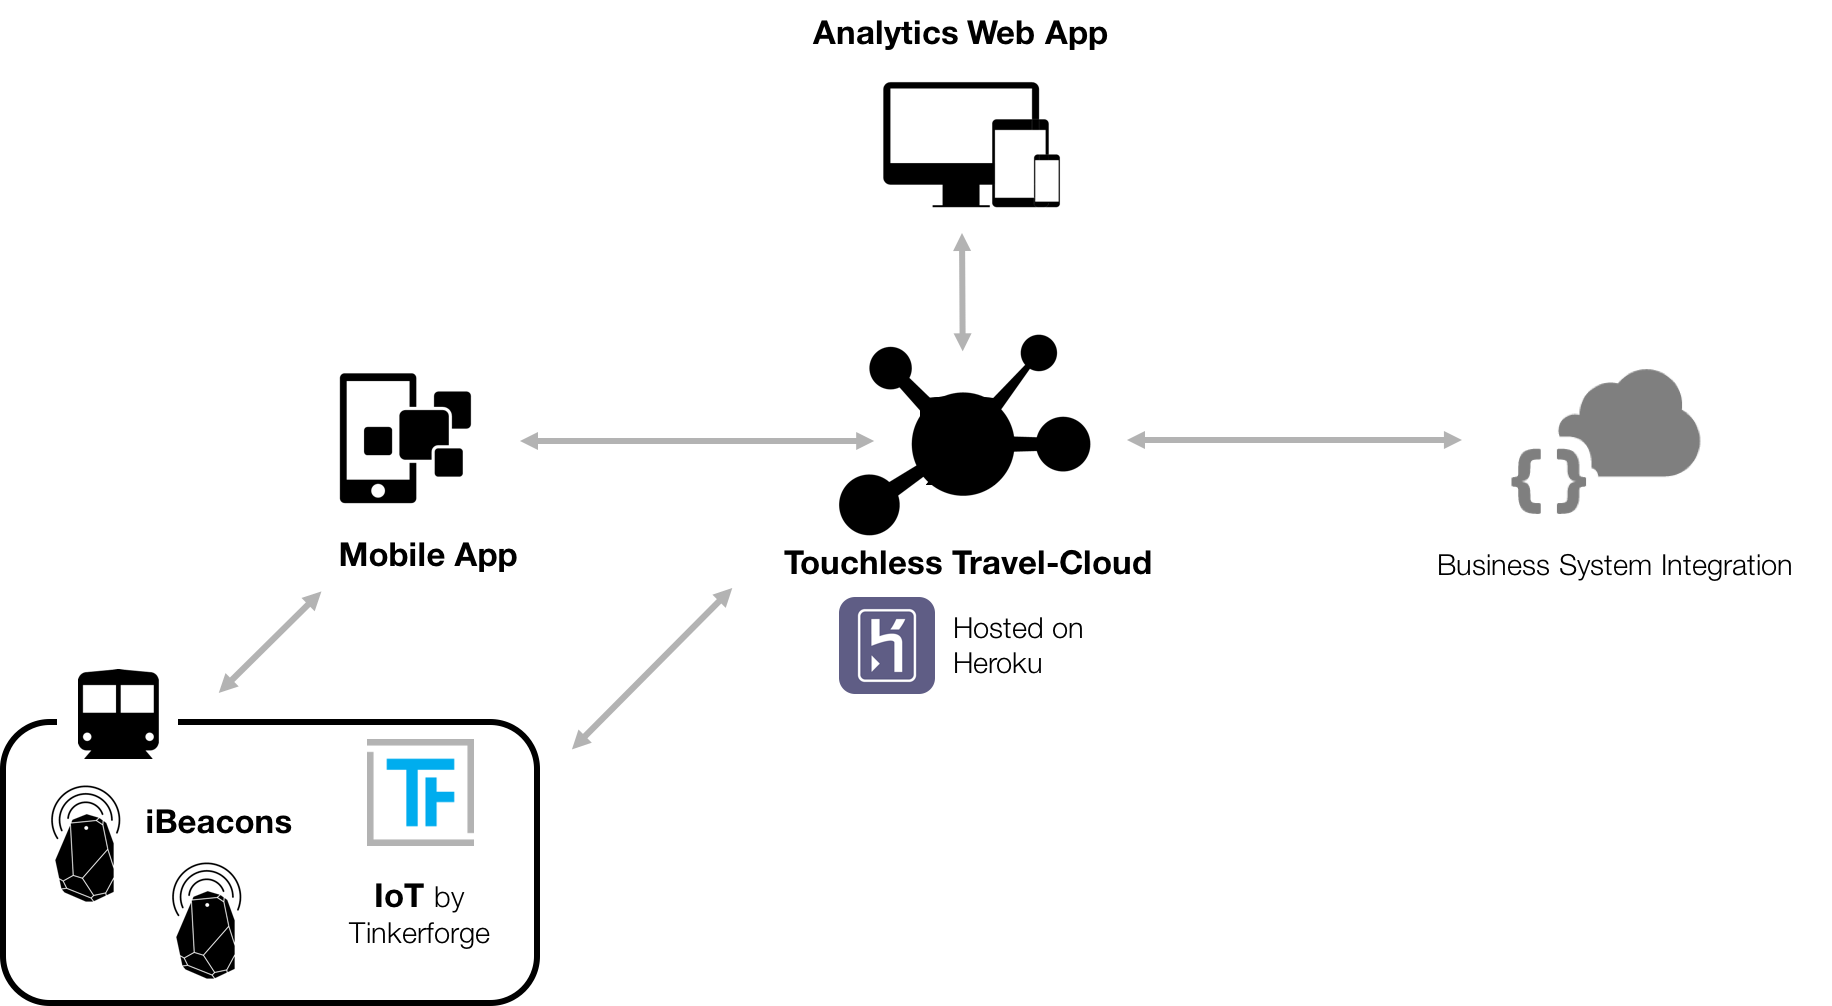 Analytics Web App
Mobile App
Touchless Travel-Cloud
Hosted on
Heroku
{ }
Business System Integration
iBeacons
TF
IoT by
Tinkerforge